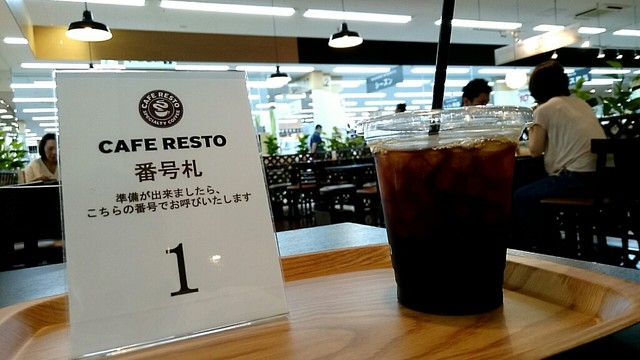 CAFE RESTO
SPECIALTY COFFEE
CAFE RESTO
番号札
準備が出来ましたら、
こちらの番号でお呼びいたします
1